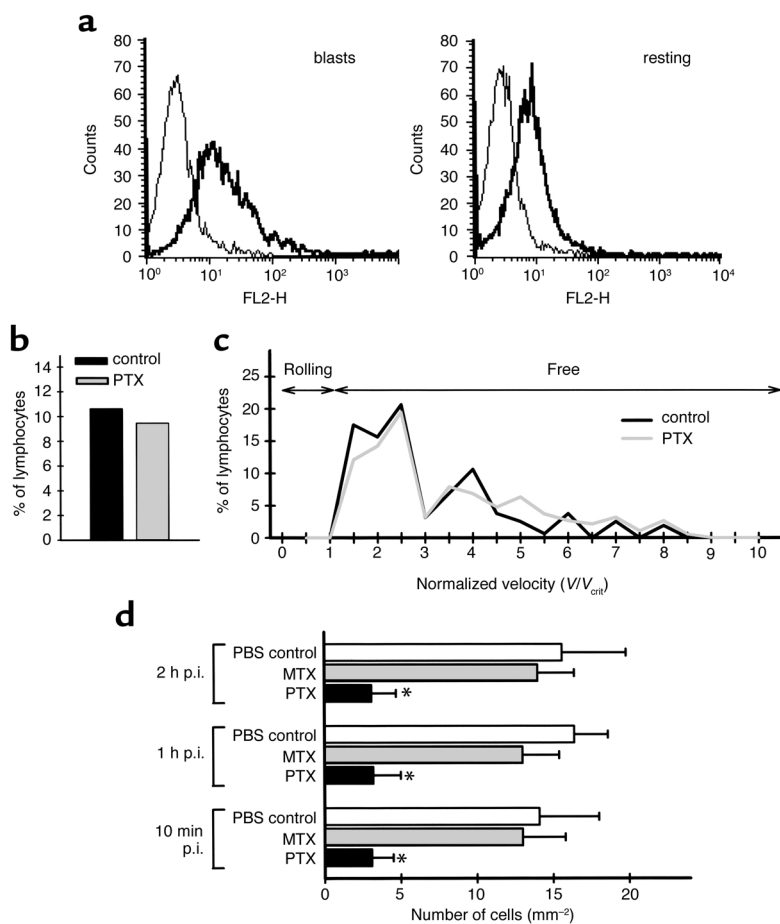 a
blasts
80
70
60
50
40
30
20
10
0
Counts
10⁰ 10¹ 10² 10³
FL2-H
resting
80
70
60
50
40
30
20
10
0
Counts
10⁰ 10¹ 10² 10³ 10⁴
FL2-H
b
control
PTX
14
12
10
8
6
4
2
0
% of lymphocytes
c
Rolling Free
25
20
15
10
5
0
% of lymphocytes
control
PTX
0 1 2 3 4 5 6 7 8 9 10
Normalized velocity (V/Vcrit)
d
2 h p.i.
PBS control
MTX
PTX *
1 h p.i.
PBS control
MTX
PTX *
10 min
p.i.
PBS control
MTX
PTX *
0 5 10 15 20
Number of cells (mm⁻²)